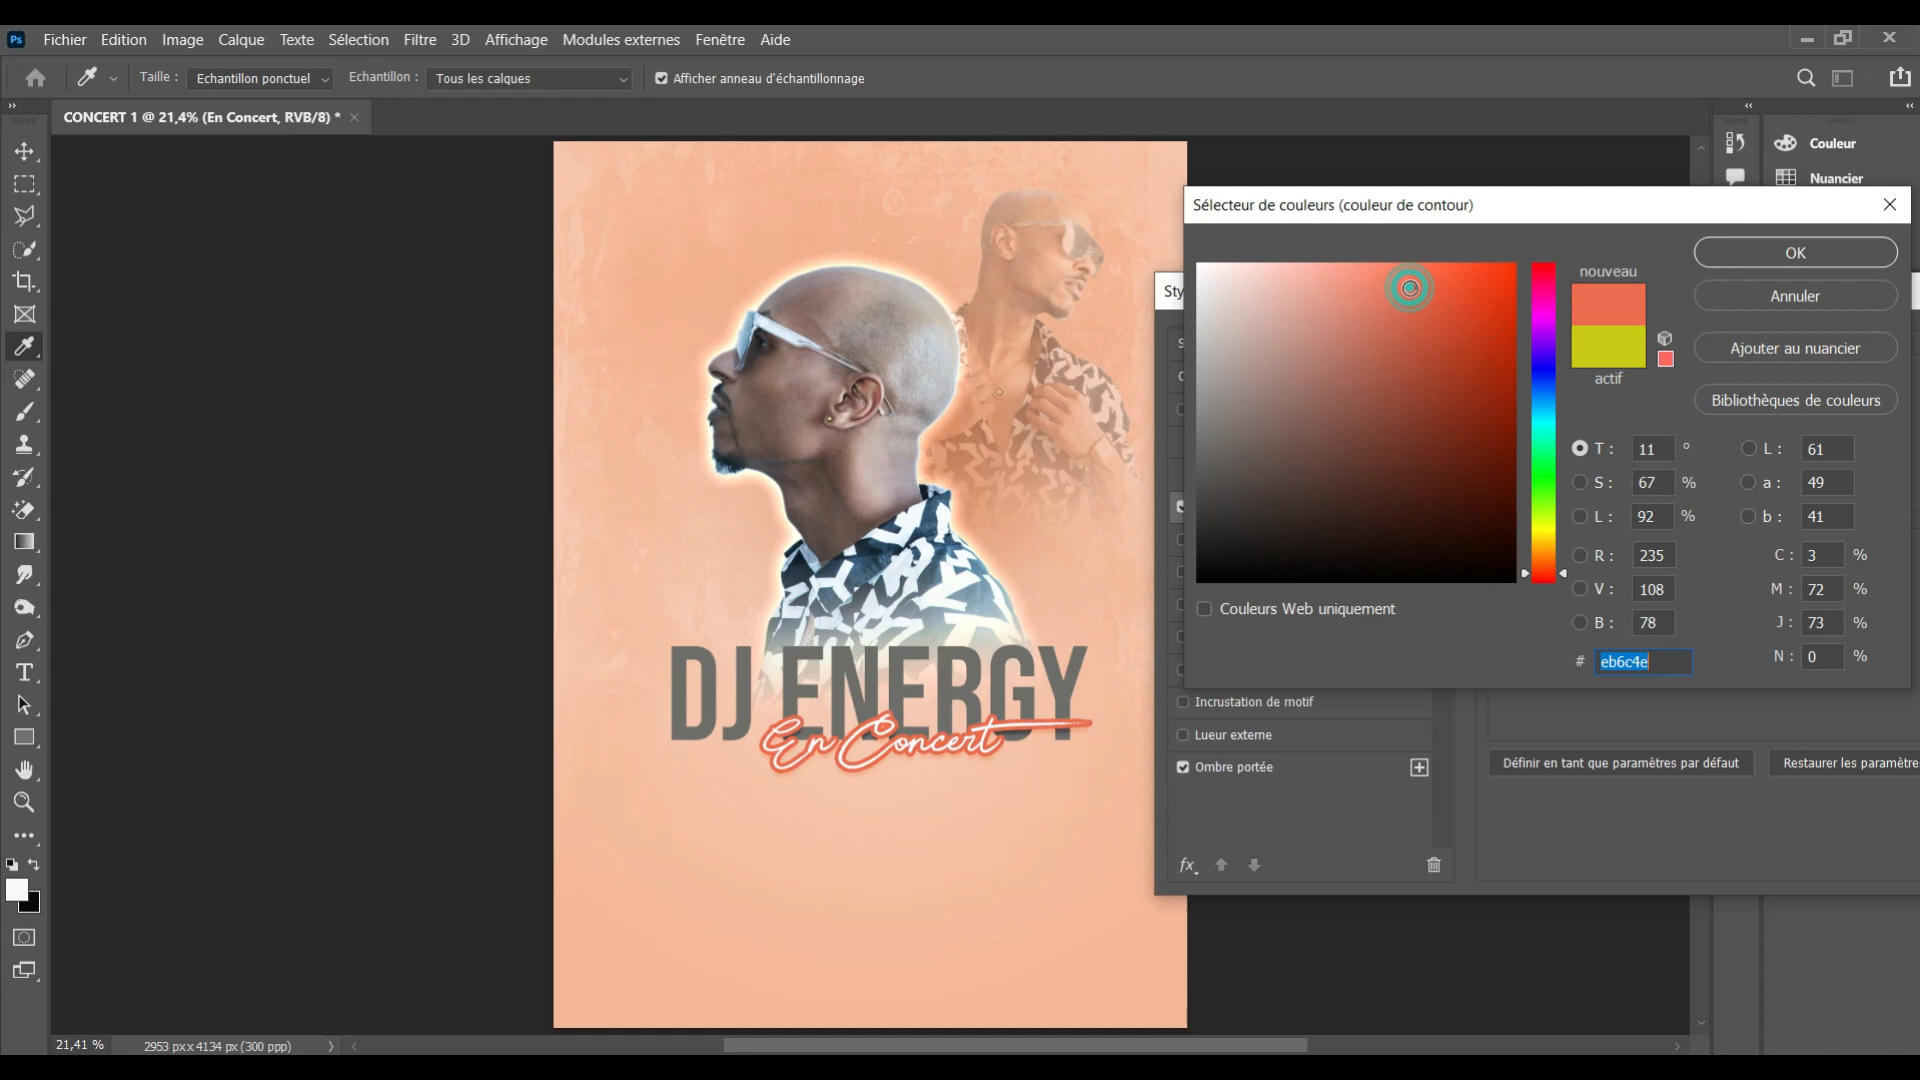 Ps Fichier Edition Image Calque Texte Sélection Filtre 3D Affichage Modules externes Fenêtre Aide
Taille : Echantillon ponctuel Echantillon : Tous les calques Afficher anneau d'échantillonnage
CONCERT 1 @ 21,4% (En Concert, RVB/8) *
Couleur
Nuancier
Sélecteur de couleurs (couleur de contour)
nouveau
actif
OK
Annuler
Ajouter au nuancier
Bibliothèques de couleurs
T : 11 ° L : 61
S : 67 % a : 49
L : 92 % b : 41
R : 235 C : 3 %
V : 108 M : 72 %
B : 78 J : 73 %
# eb6c4e N : 0 %
Couleurs Web uniquement
Sty
DJ ENERGY
En Concert
Incrustation de motif
Lueur externe
Ombre portée
Définir en tant que paramètres par défaut Restaurer les paramètre
fx
21,41 % 2953 px x 4134 px (300 ppp)